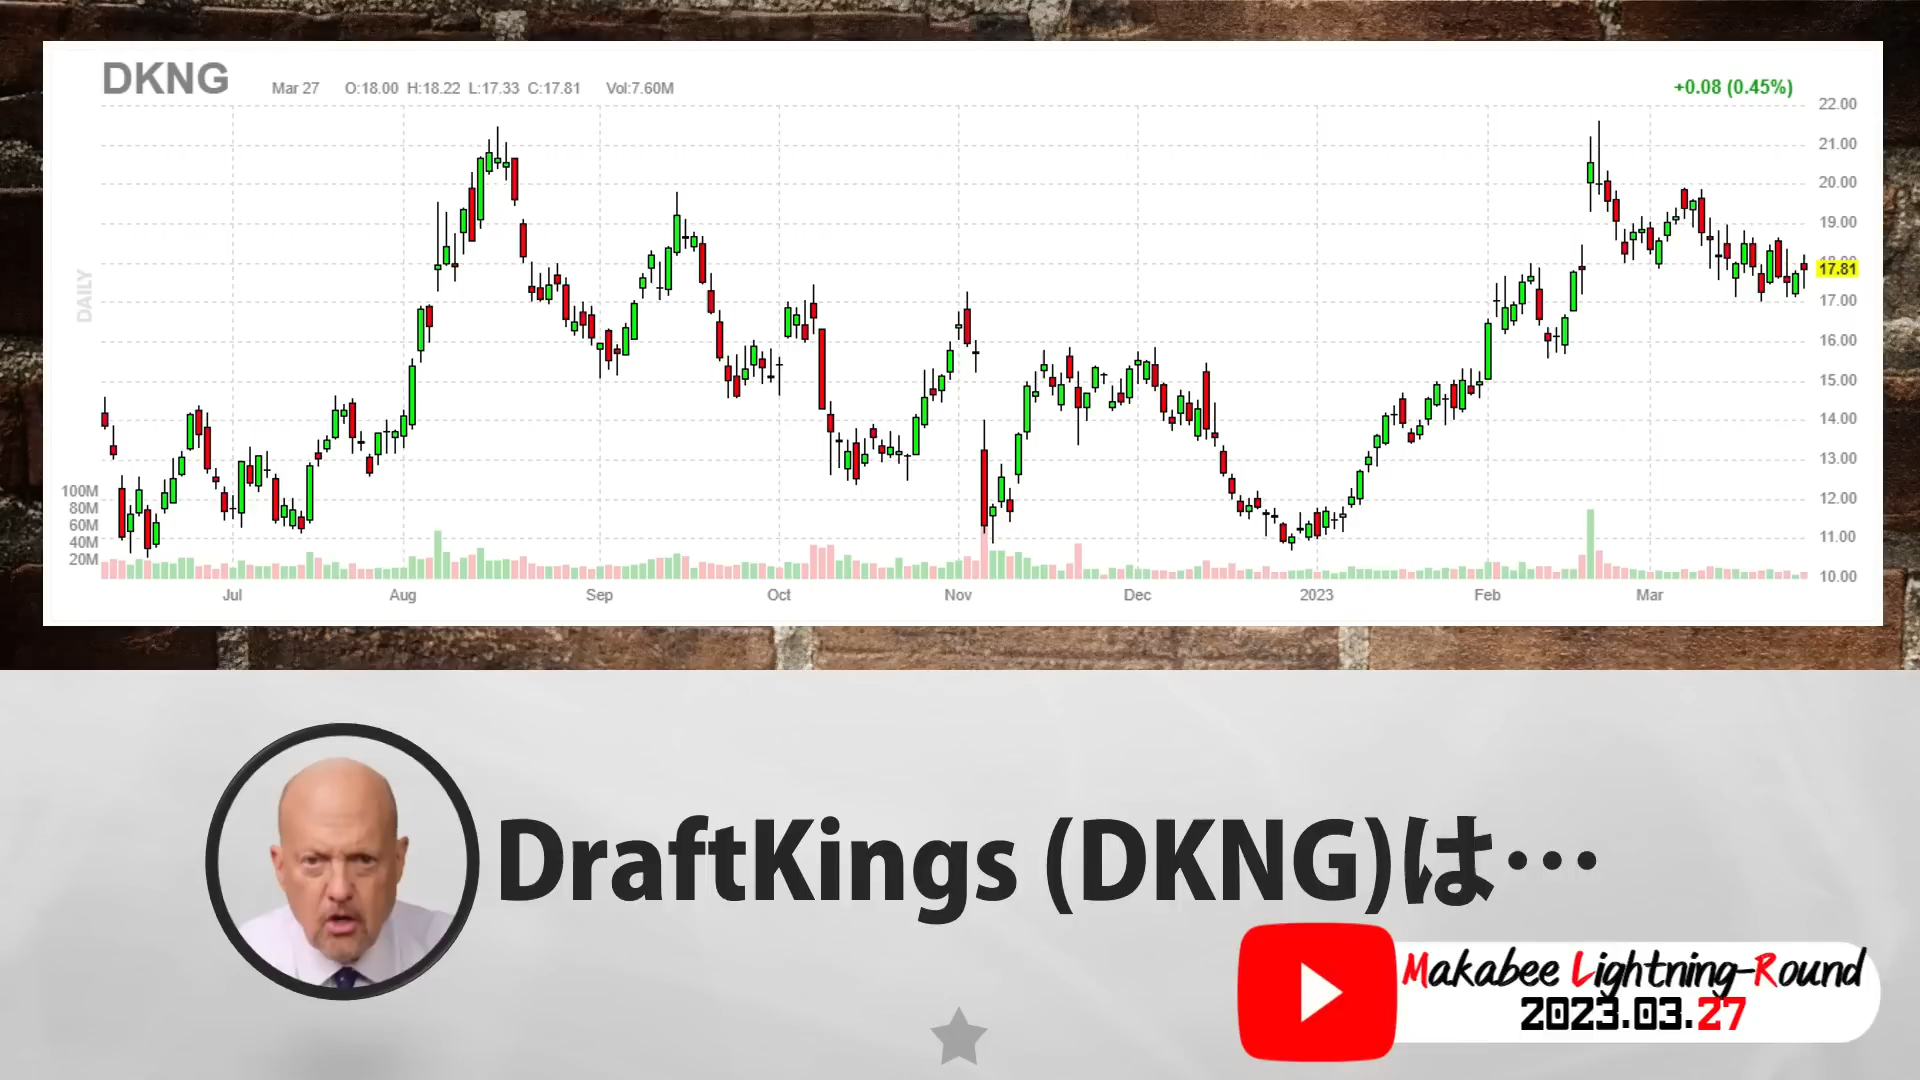 DKNG Mar 27 O:18.00 H:18.22 L:17.33 C:17.81 Vol:7.60M +0.08 (0.45%)
22.00
21.00
20.00
19.00
18.00
17.81
17.00
16.00
15.00
14.00
13.00
12.00
11.00
10.00
DAILY
100M
80M
60M
40M
20M
Jul Aug Sep Oct Nov Dec 2023 Feb Mar
DraftKings (DKNG)は…
Makabee Lightning-Round
2023.03.27